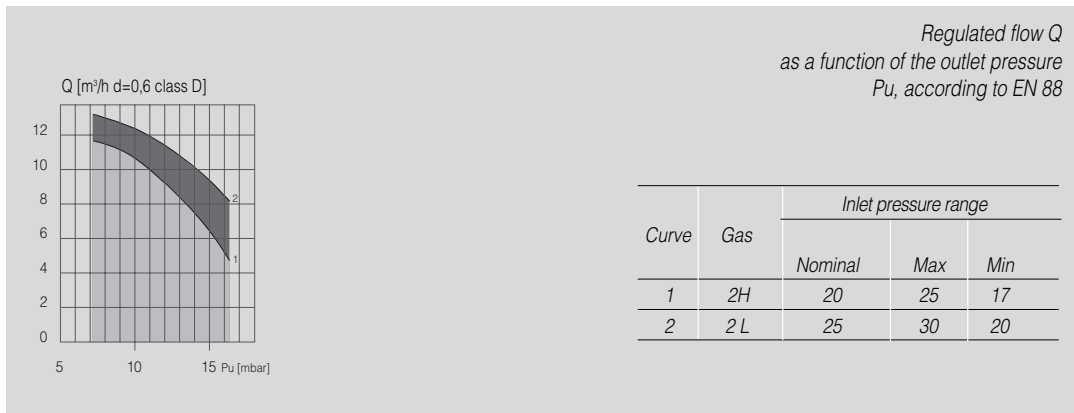 Regulated flow Q
as a function of the outlet pressure
Pu, according to EN 88
Q [m³/h d=0,6 class D]
12
10
8
6
4
2
0
2
1
5 10 15 Pu [mbar]
Inlet pressure range
Curve Gas
Nominal Max Min
1 2H 20 25 17
2 2 L 25 30 20